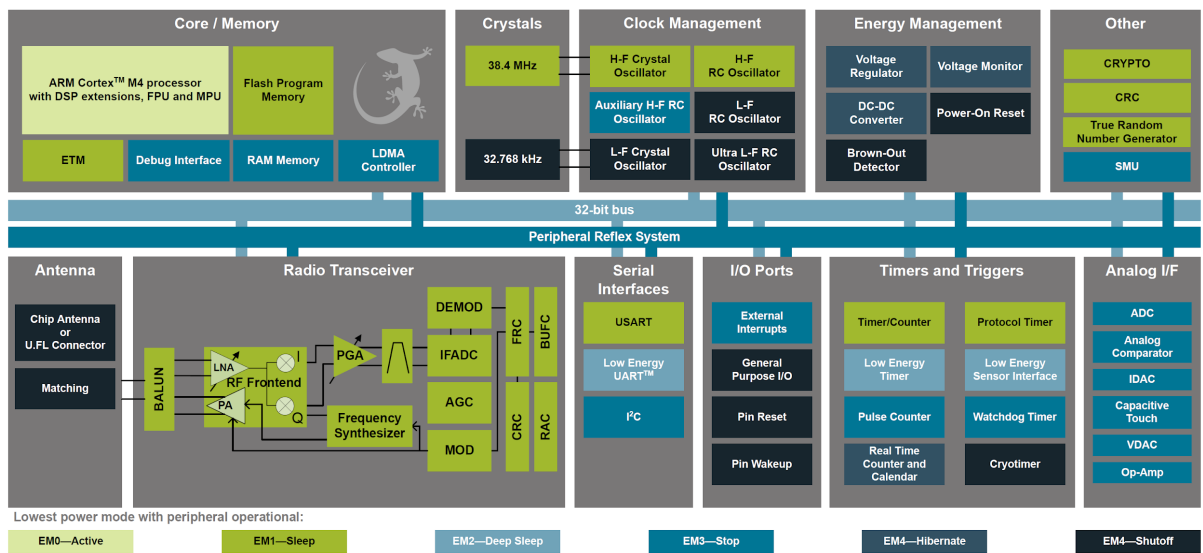 Core / Memory
ARM Cortex™ M4 processor
with DSP extensions, FPU and MPU
Flash Program
Memory
ETM
Debug Interface
RAM Memory
LDMA
Controller
Crystals
38.4 MHz
32.768 kHz
Clock Management
H-F Crystal
Oscillator
H-F
RC Oscillator
Auxiliary H-F RC
Oscillator
L-F
RC Oscillator
L-F Crystal
Oscillator
Ultra L-F RC
Oscillator
Energy Management
Voltage
Regulator
Voltage Monitor
DC-DC
Converter
Power-On Reset
Brown-Out
Detector
Other
CRYPTO
CRC
True Random
Number Generator
SMU
32-bit bus
Peripheral Reflex System
Antenna
Chip Antenna
or
U.FL Connector
Matching
Radio Transceiver
BALUN
LNA
RF Frontend
PA
I
Q
PGA
Frequency
Synthesizer
DEMOD
IFADC
AGC
MOD
FRC
BUFC
CRC
RAC
Serial
Interfaces
USART
Low Energy
UART™
I²C
I/O Ports
External
Interrupts
General
Purpose I/O
Pin Reset
Pin Wakeup
Timers and Triggers
Timer/Counter
Protocol Timer
Low Energy
Timer
Low Energy
Sensor Interface
Pulse Counter
Watchdog Timer
Real Time
Counter and
Calendar
Cryotimer
Analog I/F
ADC
Analog
Comparator
IDAC
Capacitive
Touch
VDAC
Op-Amp
Lowest power mode with peripheral operational:
EM0—Active
EM1—Sleep
EM2—Deep Sleep
EM3—Stop
EM4—Hibernate
EM4—Shutoff